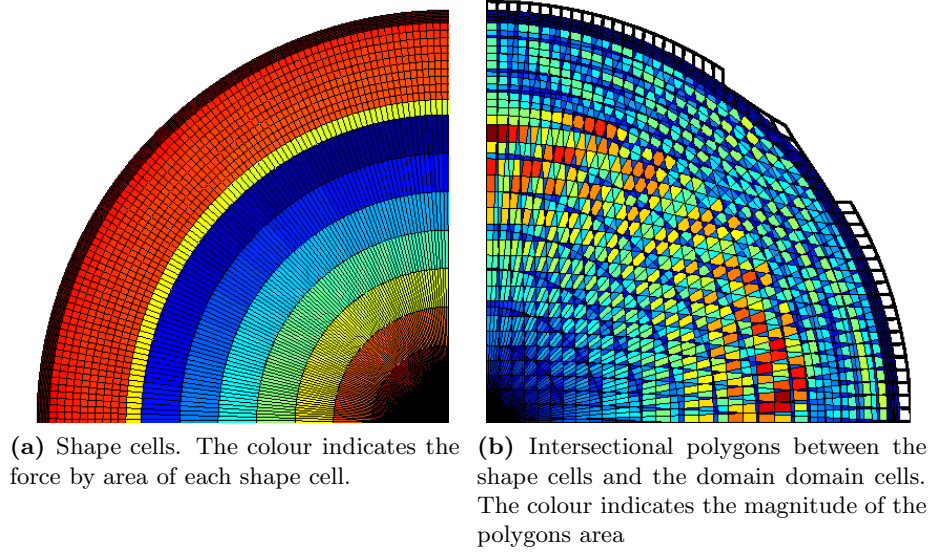 (a) Shape cells. The colour indicates the
force by area of each shape cell.
(b) Intersectional polygons between the
shape cells and the domain domain cells.
The colour indicates the magnitude of the
polygons area